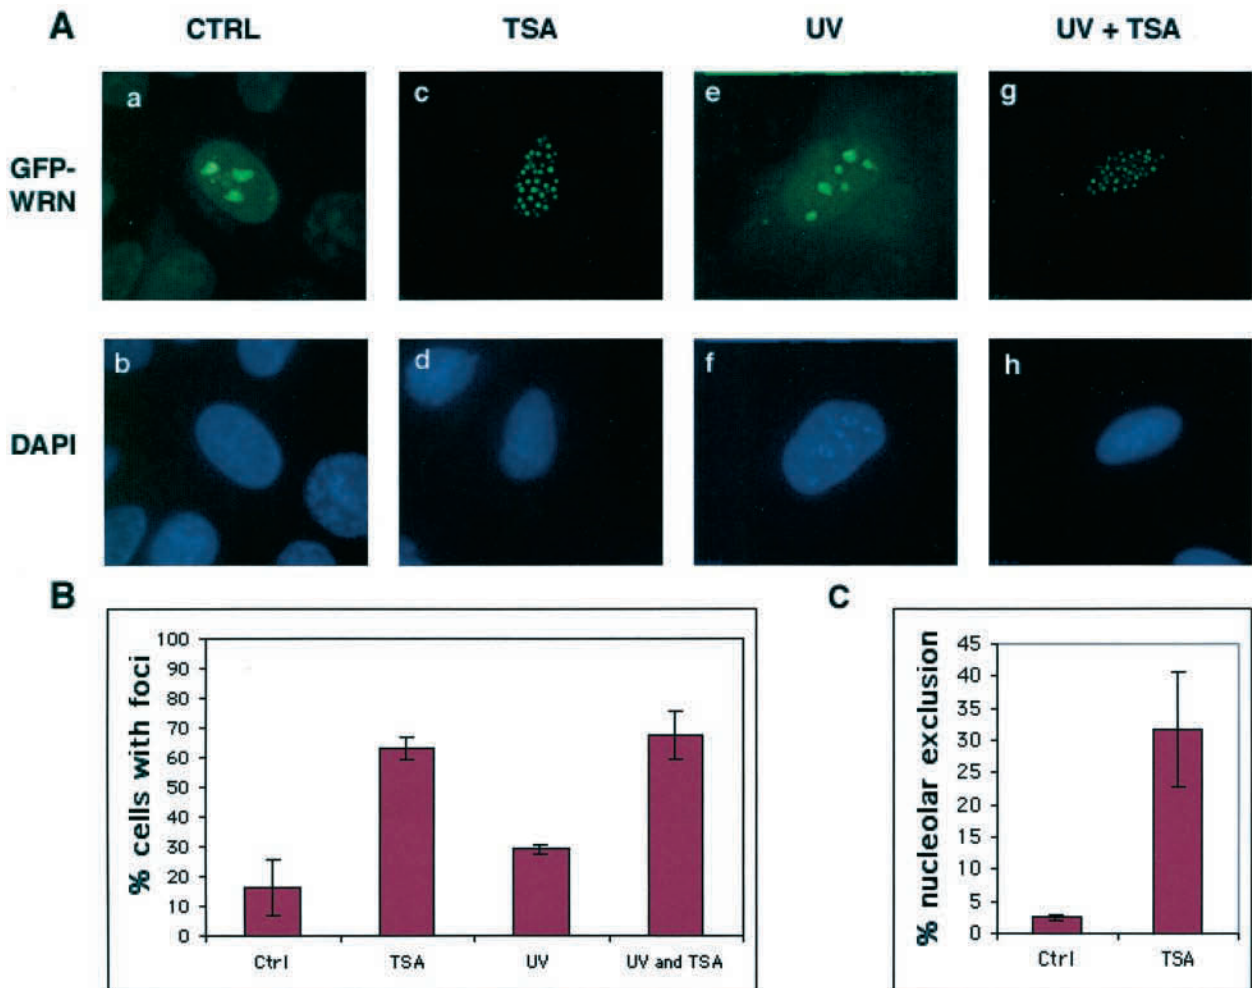 A CTRL TSA UV UV + TSA
GFP-
WRN
a c e g
DAPI
b d f h
B
% cells with foci
100
90
80
70
60
50
40
30
20
10
0
Ctrl TSA UV UV and TSA
C
% nucleolar exclusion
45
40
35
30
25
20
15
10
5
0
Ctrl TSA